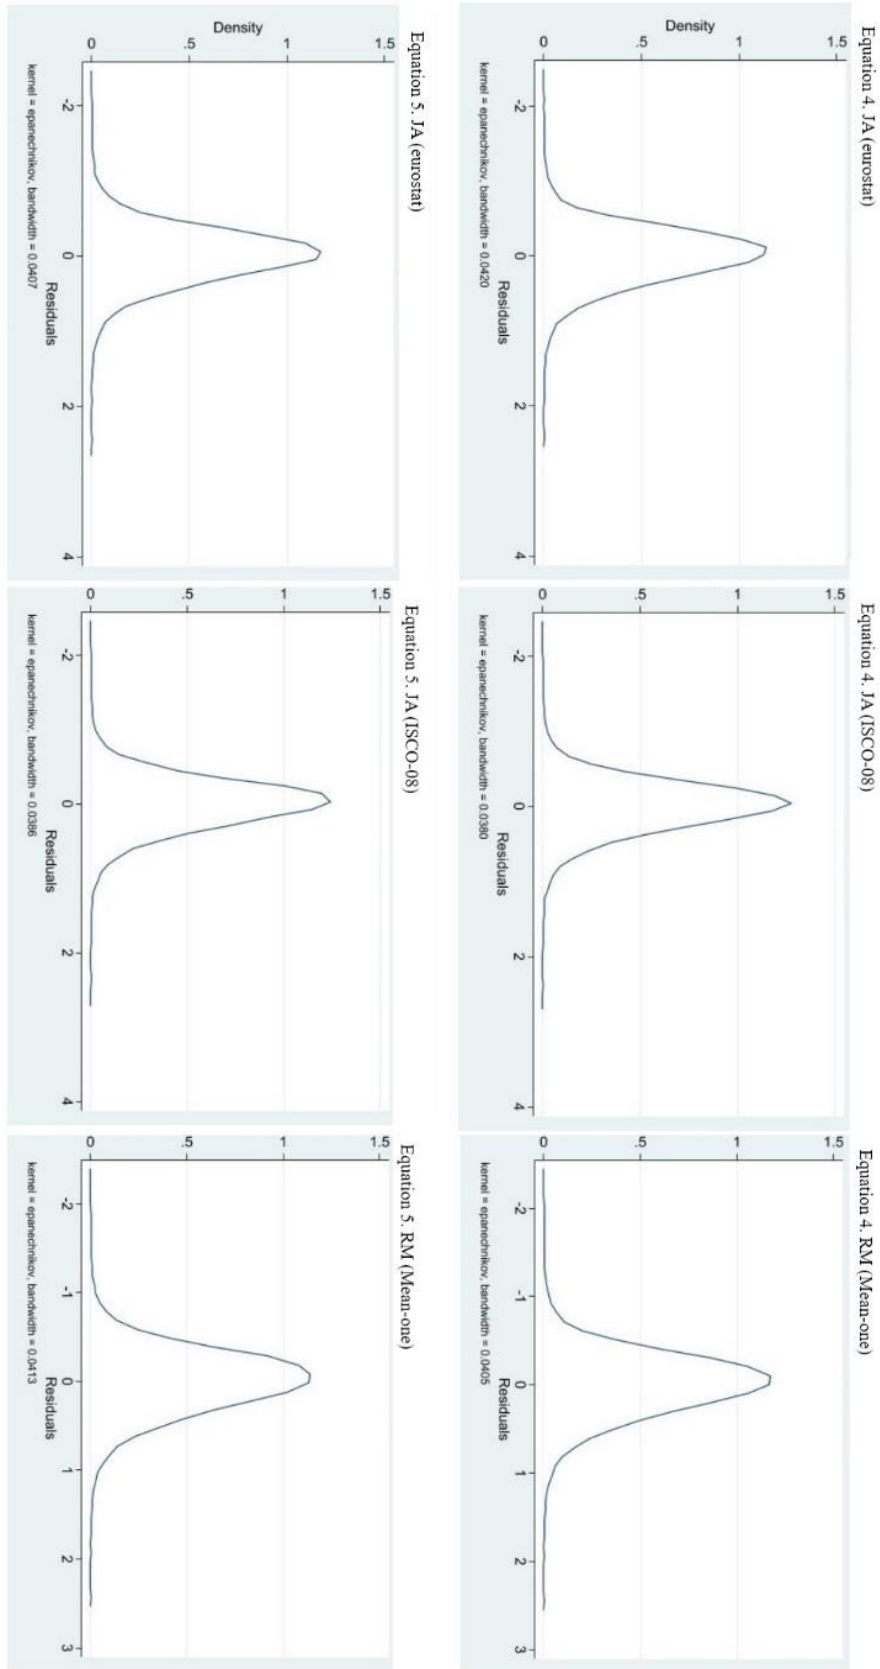 Equation 4. JA (eurostat)
Density
1.5
1
.5
0
-2
0
2
4
Residuals
kernel = epanechnikov, bandwidth = 0.0420
Equation 4. JA (ISCO-08)
1.5
1
.5
0
-2
0
2
4
Residuals
kernel = epanechnikov, bandwidth = 0.0380
Equation 4. RM (Mean-one)
1.5
1
.5
0
-2
-1
0
1
2
3
Residuals
kernel = epanechnikov, bandwidth = 0.0405
Equation 5. JA (eurostat)
Density
1.5
1
.5
0
-2
0
2
4
Residuals
kernel = epanechnikov, bandwidth = 0.0407
Equation 5. JA (ISCO-08)
1.5
1
.5
0
-2
0
2
4
Residuals
kernel = epanechnikov, bandwidth = 0.0386
Equation 5. RM (Mean-one)
1.5
1
.5
0
-2
-1
0
1
2
3
Residuals
kernel = epanechnikov, bandwidth = 0.0413